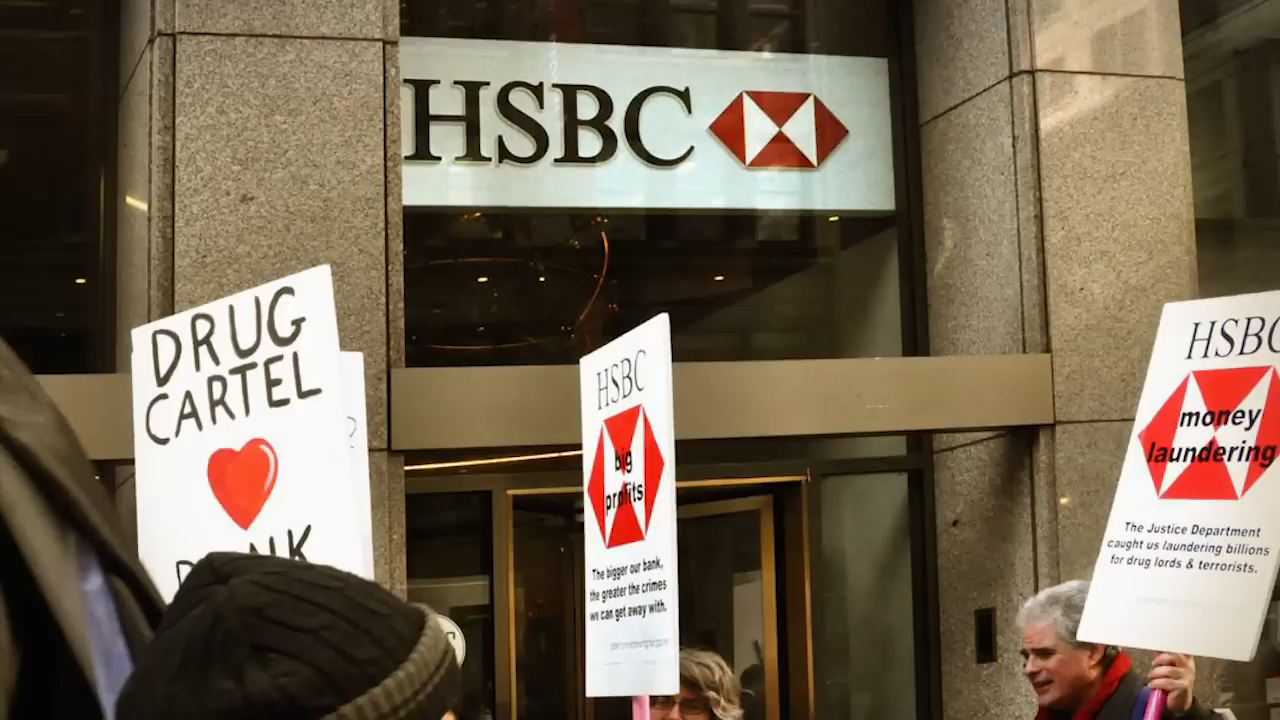 HSBC
DRUG
CARTEL
HSBC
big
profits
The bigger our bank,
the greater the crimes
we can get away with.
HSBC
money
laundering
The Justice Department
caught us laundering billions
for drug lords & terrorists.